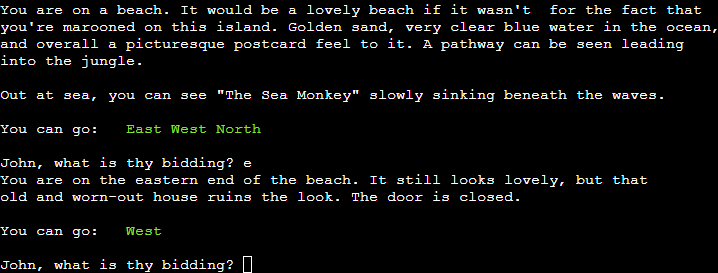 You are on a beach. It would be a lovely beach if it wasn't  for the fact that
you're marooned on this island. Golden sand, very clear blue water in the ocean,
and overall a picturesque postcard feel to it. A pathway can be seen leading
into the jungle.
Out at sea, you can see "The Sea Monkey" slowly sinking beneath the waves.
You can go:   East West North
John, what is thy bidding? e
You are on the eastern end of the beach. It still looks lovely, but that
old and worn-out house ruins the look. The door is closed.
You can go:   West
John, what is thy bidding?